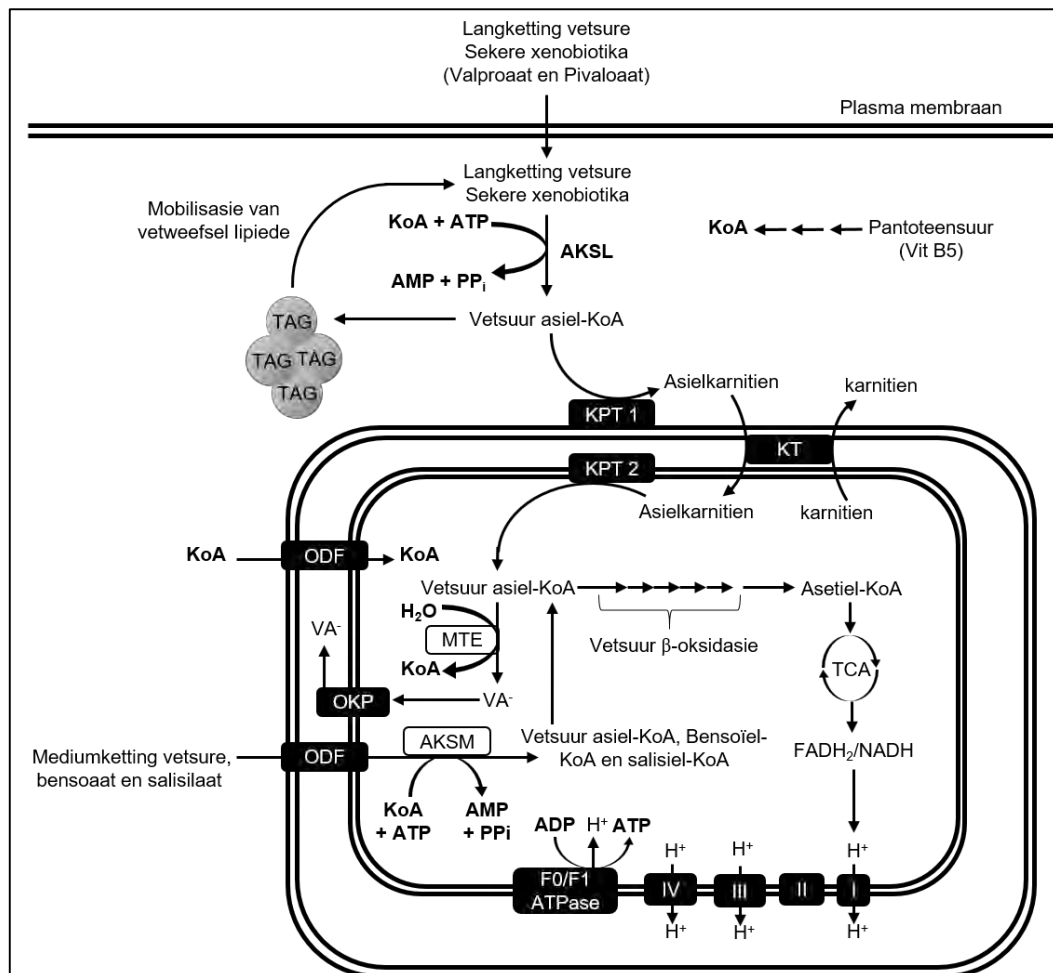 Langketting vetsure
Sekere xenobiotika
(Valproaat en Pivaloaat)
Plasma membraan
Langketting vetsure
Sekere xenobiotika
Mobilisasie van
vetweefsel lipiede
KoA + ATP
AKSL
AMP + PPi
KoA
Pantoteensuur
(Vit B5)
TAG
TAG TAG
TAG
Vetsuur asiel-KoA
KPT 1
Asielkarnitien
karnitien
KT
KPT 2
Asielkarnitien
karnitien
KoA
ODF
KoA
Vetsuur asiel-KoA
Asetiel-KoA
H2O
MTE
KoA
Vetsuur β-oksidasie
VA-
TCA
OKP
VA-
Mediumketting vetsure,
bensoaat en salisilaat
ODF
AKSM
Vetsuur asiel-KoA, Bensoïel-
KoA en salisiel-KoA
FADH2/NADH
KoA
+ ATP
AMP
+ PPi
ADP
H+
ATP
F0/F1
ATPase
H+
H+
H+
IV
III
II
I
H+
H+
H+